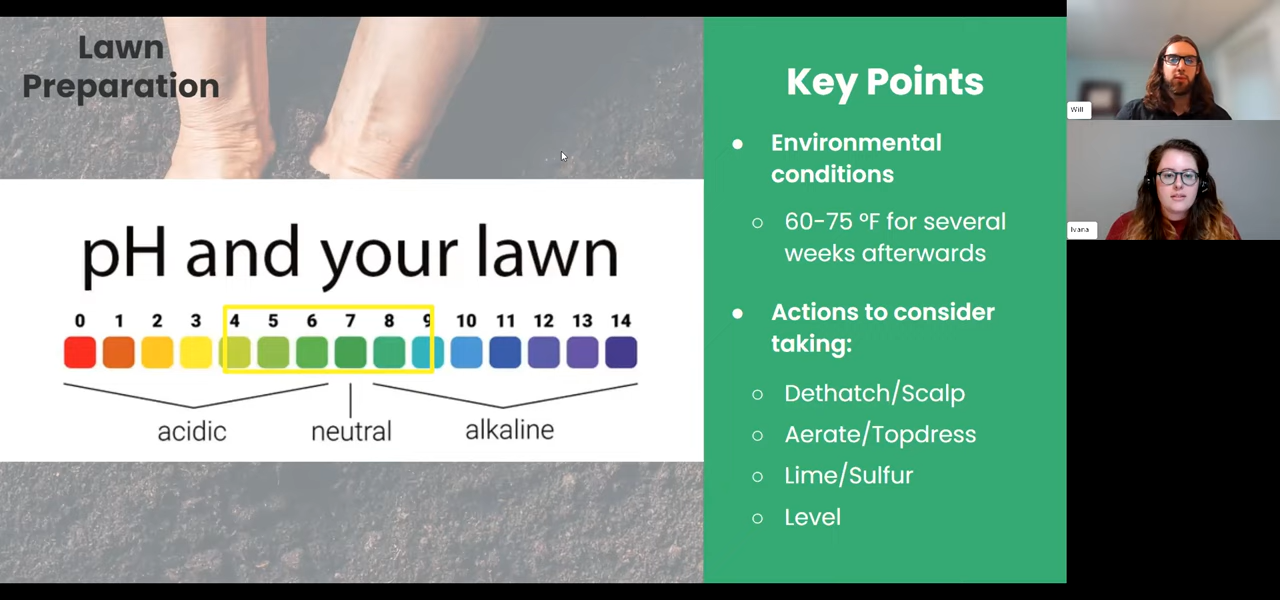 Lawn
Preparation
pH and your lawn
0 1 2 3 4 5 6 7 8 9 10 11 12 13 14
acidic neutral alkaline
Key Points
● Environmental
conditions
○ 60-75 °F for several
weeks afterwards
● Actions to consider
taking:
○ Dethatch/Scalp
○ Aerate/Topdress
○ Lime/Sulfur
○ Level
Will
Ivana